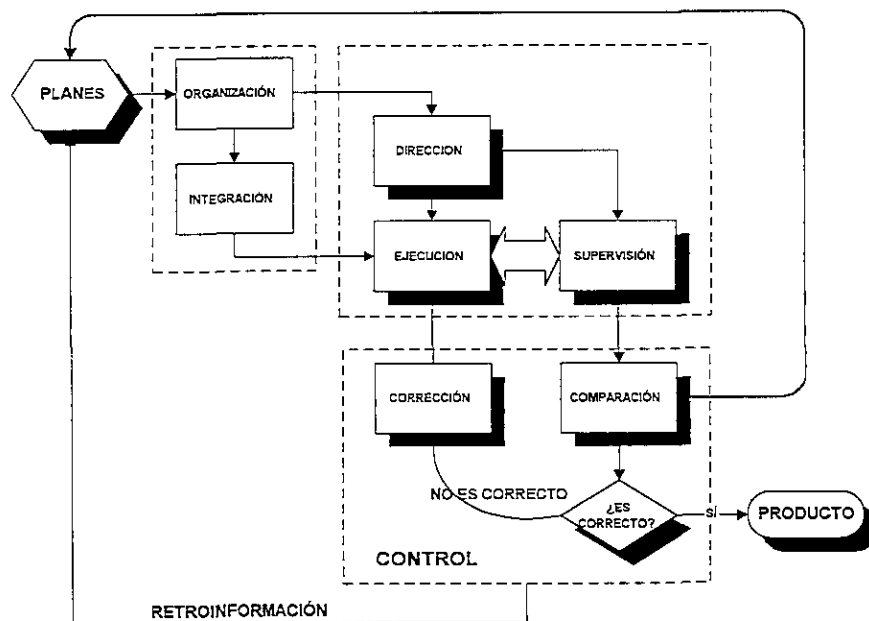 PLANES
ORGANIZACIÓN
INTEGRACIÓN
DIRECCION
EJECUCION
SUPERVISIÓN
CORRECCIÓN
COMPARACIÓN
NO ES CORRECTO
¿ES
CORRECTO?
SÍ
PRODUCTO
CONTROL
RETROINFORMACIÓN